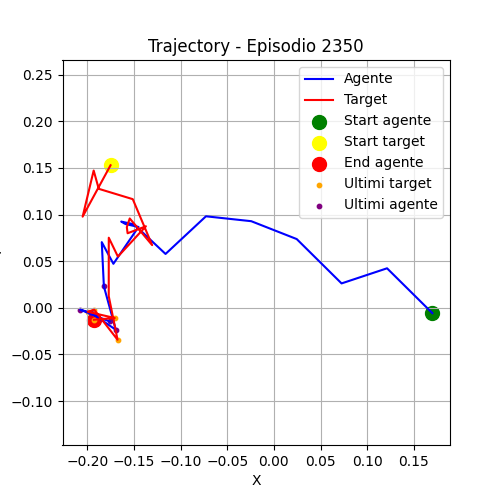 Trajectory - Episodio 2350
Agente
Target
Start agente
Start target
End agente
Ultimi target
Ultimi agente
0.25
0.20
0.15
0.10
0.05
0.00
−0.05
−0.10
−0.20 −0.15 −0.10 −0.05 0.00 0.05 0.10 0.15
X